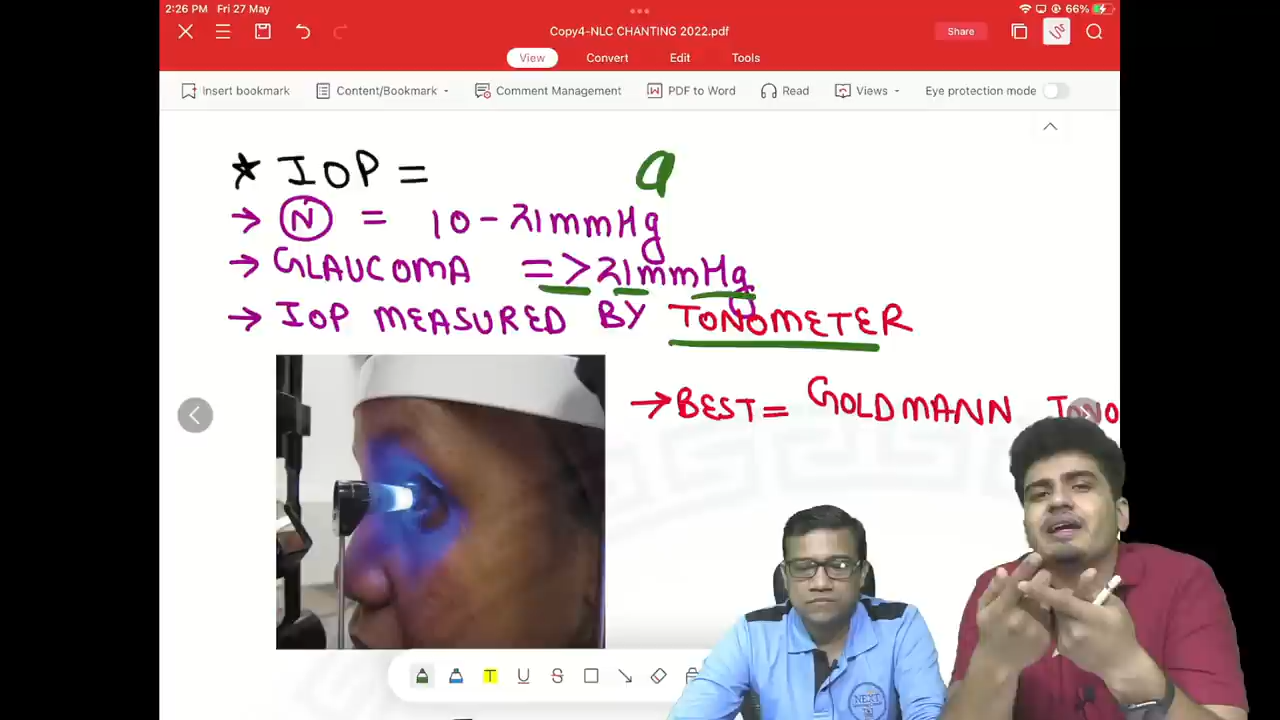 2:26 PM Fri 27 May
66%
Copy4-NLC CHANTING 2022.pdf
Share
View Convert Edit Tools
Insert bookmark Content/Bookmark Comment Management PDF to Word Read Views Eye protection mode
* IOP =
→ N = 10-21mmHg
→ GLAUCOMA => 21mmHg
→ IOP MEASURED BY TONOMETER
→ BEST = GOLDMANN TONO
T U S
NEXT